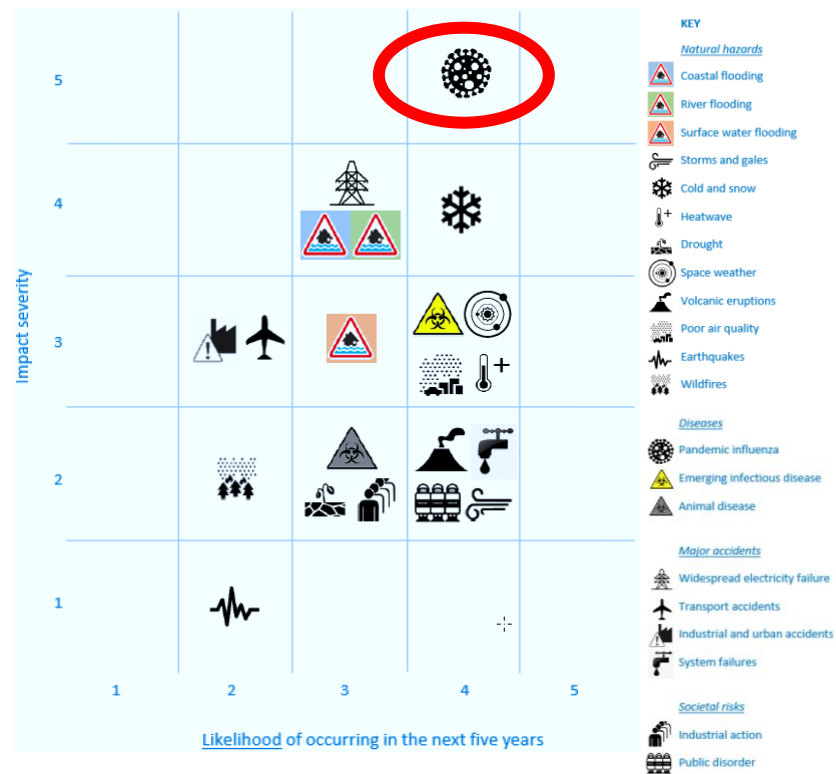 5
4
3
2
1
Impact severity
1 2 3 4 5
Likelihood of occurring in the next five years
KEY
Natural hazards
Coastal flooding
River flooding
Surface water flooding
Storms and gales
Cold and snow
Heatwave
Drought
Space weather
Volcanic eruptions
Poor air quality
Earthquakes
Wildfires
Diseases
Pandemic influenza
Emerging infectious disease
Animal disease
Major accidents
Widespread electricity failure
Transport accidents
Industrial and urban accidents
System failures
Societal risks
Industrial action
Public disorder